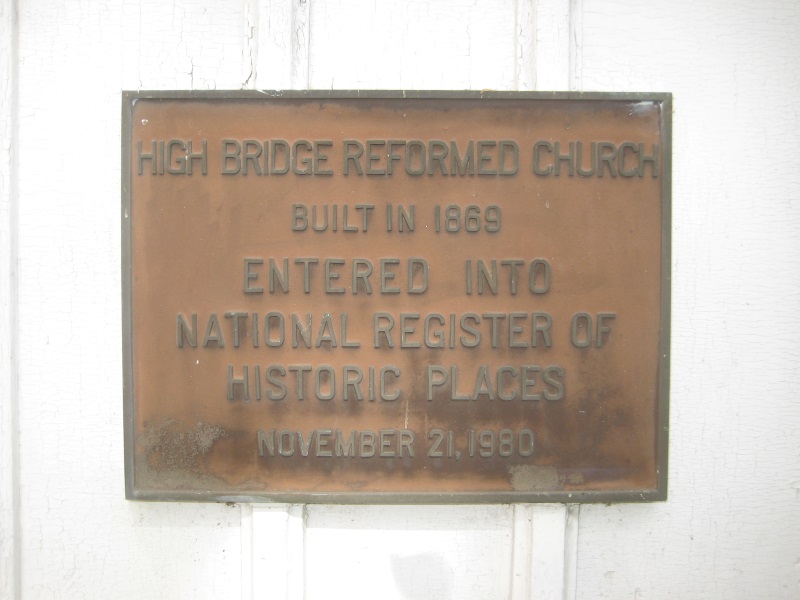 HIGH BRIDGE REFORMED CHURCH
BUILT IN 1869
ENTERED INTO
NATIONAL REGISTER OF
HISTORIC PLACES
NOVEMBER 21, 1980